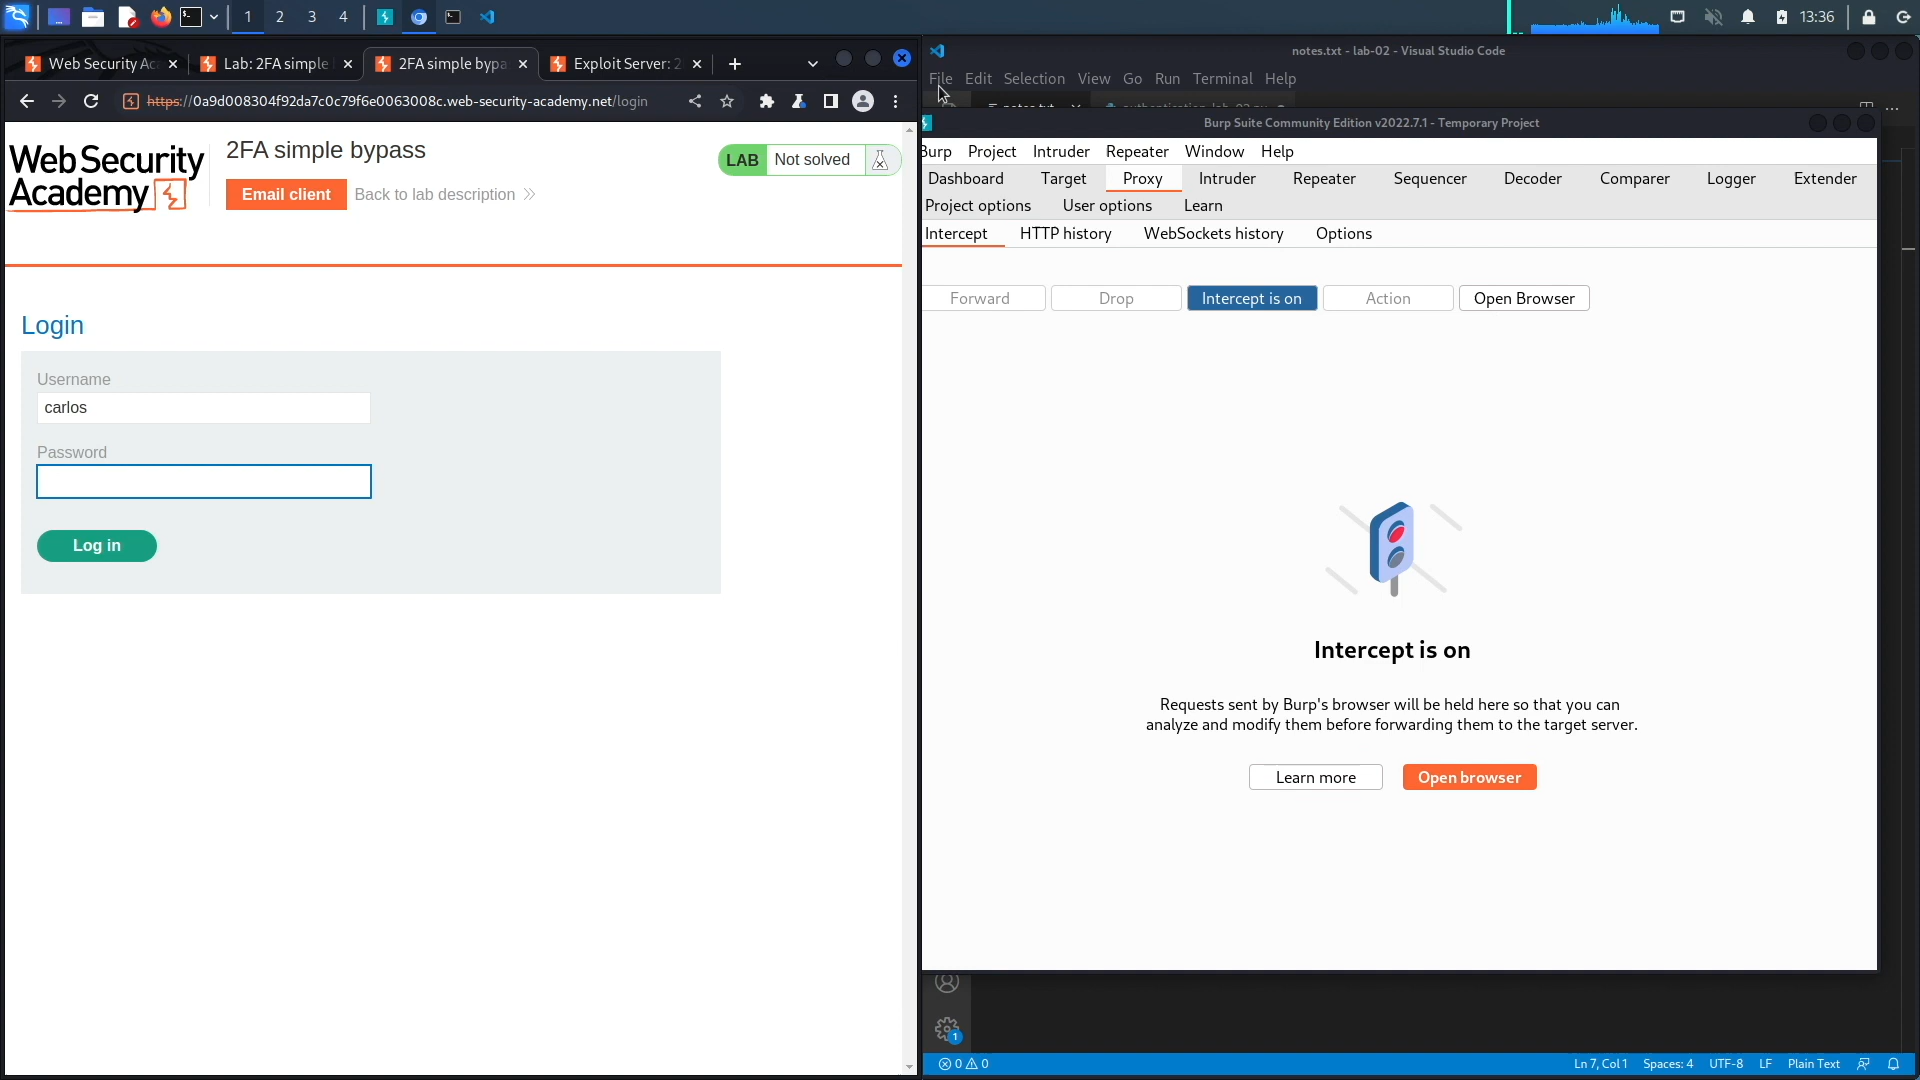 1 2 3 4
13:36
Web Security Ac
Lab: 2FA simple
2FA simple bypa
Exploit Server: 2
https://0a9d008304f92da7c0c79f6e0063008c.web-security-academy.net/login
WebSecurity
Academy
2FA simple bypass
Email client
Back to lab description
LAB Not solved
Login
Username
carlos
Password
Log in
notes.txt - lab-02 - Visual Studio Code
File Edit Selection View Go Run Terminal Help
Burp Suite Community Edition v2022.7.1 - Temporary Project
Burp Project Intruder Repeater Window Help
Dashboard Target Proxy Intruder Repeater Sequencer Decoder Comparer Logger Extender
Project options User options Learn
Intercept HTTP history WebSockets history Options
Forward Drop Intercept is on Action Open Browser
Intercept is on
Requests sent by Burp's browser will be held here so that you can
analyze and modify them before forwarding them to the target server.
Learn more Open browser
1
0 0
Ln 7, Col 1 Spaces: 4 UTF-8 LF Plain Text